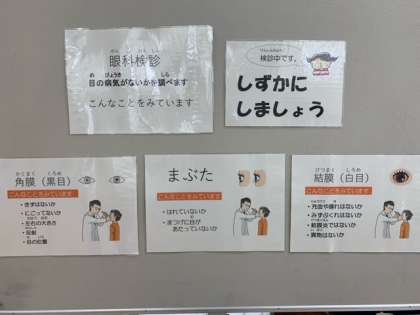 眼科検診
目の病気がないかを調べます
こんなことをみています
検診中です。
しずかに
しましょう
角膜（黒目）
こんなことをみています
・きずはないか
・にごってないか
・左右の大きさ
・反射
・目の位置
まぶた
こんなことをみています
・はれていないか
・まつげに目が
あたっていないか
結膜（白目）
こんなことをみています
・充血や腫れはないか
・みずぶくれはないか
・結膜炎ではないか
・異物はないか